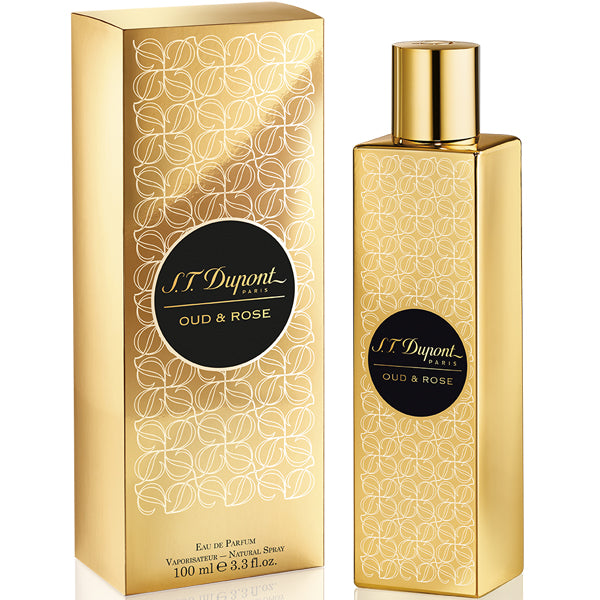 S.T. Dupont
PARIS
OUD & ROSE
EAU DE PARFUM
VAPORISATEUR – NATURAL SPRAY
100 ml e 3.3 fl.oz.
S.T. Dupont
PARIS
OUD & ROSE